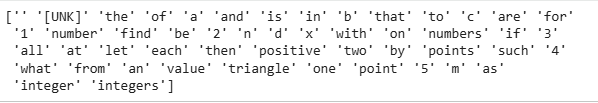 ['' '[UNK]' 'the' 'of' 'a' 'and' 'is' 'in' 'b' 'that' 'to' 'c' 'are' 'for'
'1' 'number' 'find' 'be' '2' 'n' 'd' 'x' 'with' 'on' 'numbers' 'if' '3'
'all' 'at' 'let' 'each' 'then' 'positive' 'two' 'by' 'points' 'such' '4'
'what' 'from' 'an' 'value' 'triangle' 'one' 'point' '5' 'm' 'as'
'integer' 'integers']